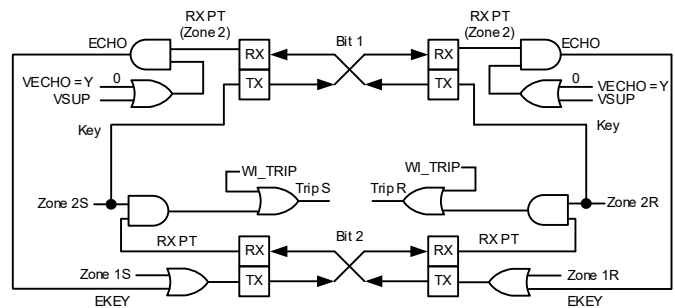 RX PT
(Zone 2)
RX PT
(Zone 2)
ECHO
RX
Bit 1
RX
ECHO
VECHO = Y
0
TX
TX
0
VECHO = Y
VSUP
VSUP
Key
Key
WI_TRIP
WI_TRIP
Zone 2S
Trip S
Trip R
Zone 2R
RX PT
RX
Bit 2
RX
RX PT
Zone 1S
TX
TX
Zone 1R
EKEY
EKEY